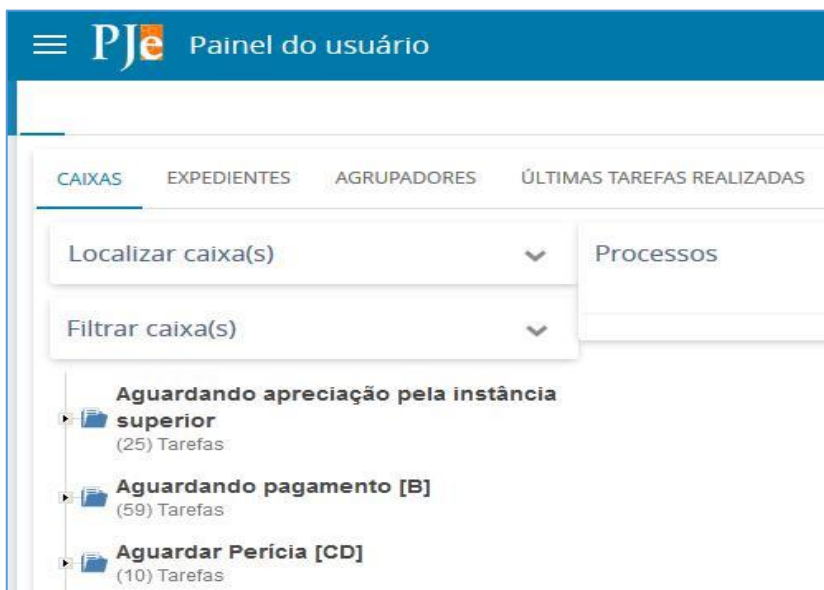 PJe Painel do usuário
CAIXAS EXPEDIENTES AGRUPADORES ÚLTIMAS TAREFAS REALIZADAS
Localizar caixa(s)
Processos
Filtrar caixa(s)
Aguardando apreciação pela instância
superior
(25) Tarefas
Aguardando pagamento [B]
(59) Tarefas
Aguardar Perícia [CD]
(10) Tarefas